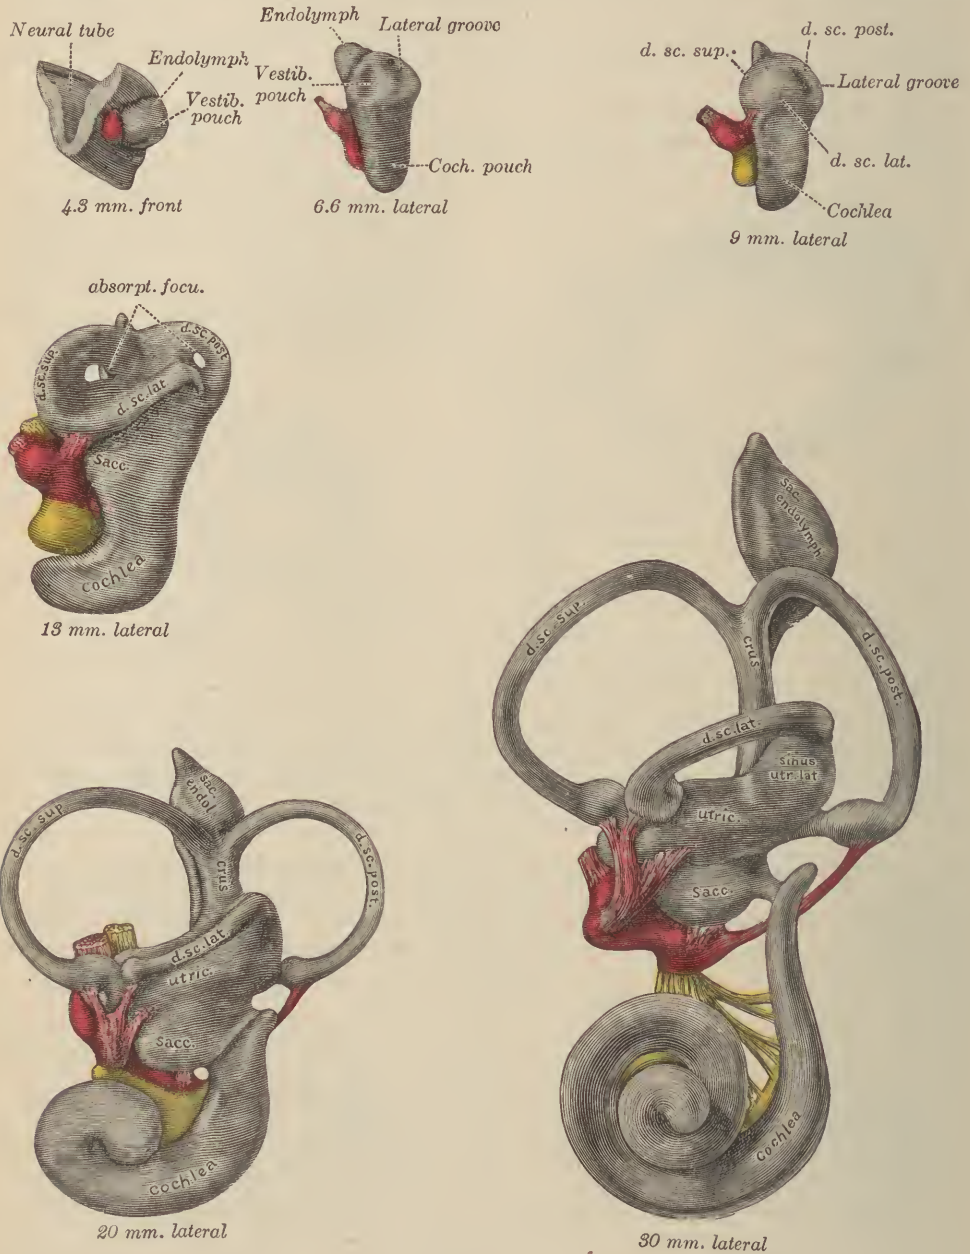 Neural tube
Endolymph
Vestib.
pouch
4.3 mm. front
Endolymph
Lateral groove
Vestib.
pouch
Coch. pouch
6.6 mm. lateral
d. sc. sup.
d. sc. post.
Lateral groove
d. sc. lat.
Cochlea
9 mm. lateral
absorpt. focu.
d.sc.sup.
d.sc.post
d.sc.lat
Sacc.
cochlea
13 mm. lateral
sac.
endol.
d.sc.sup
d.sc.post.
crus
d.sc.lat
utric.
Sacc.
cochlea
20 mm. lateral
sac.
endolymph.
d.sc.sup.
crus
d.sc.post.
d.sc.lat.
sinus
utr.lat
utric.
Sacc.
cochlea
30 mm. lateral